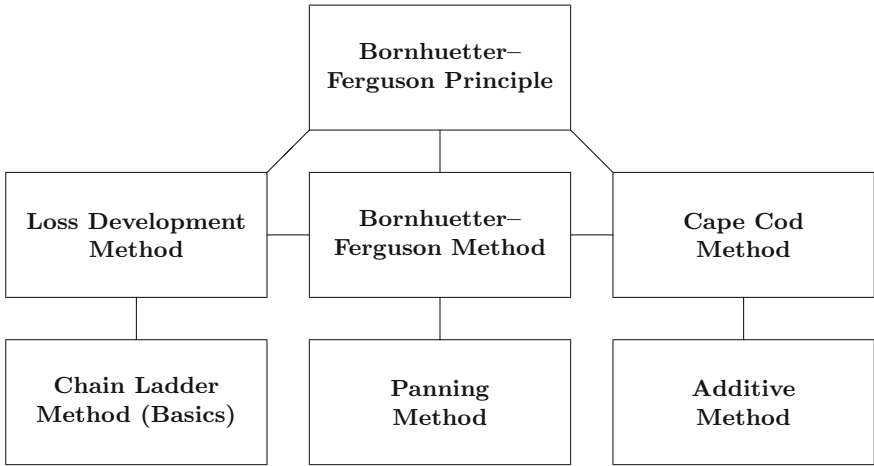 Bornhuetter–
Ferguson Principle
Loss Development
Method
Bornhuetter–
Ferguson Method
Cape Cod
Method
Chain Ladder
Method (Basics)
Panning
Method
Additive
Method